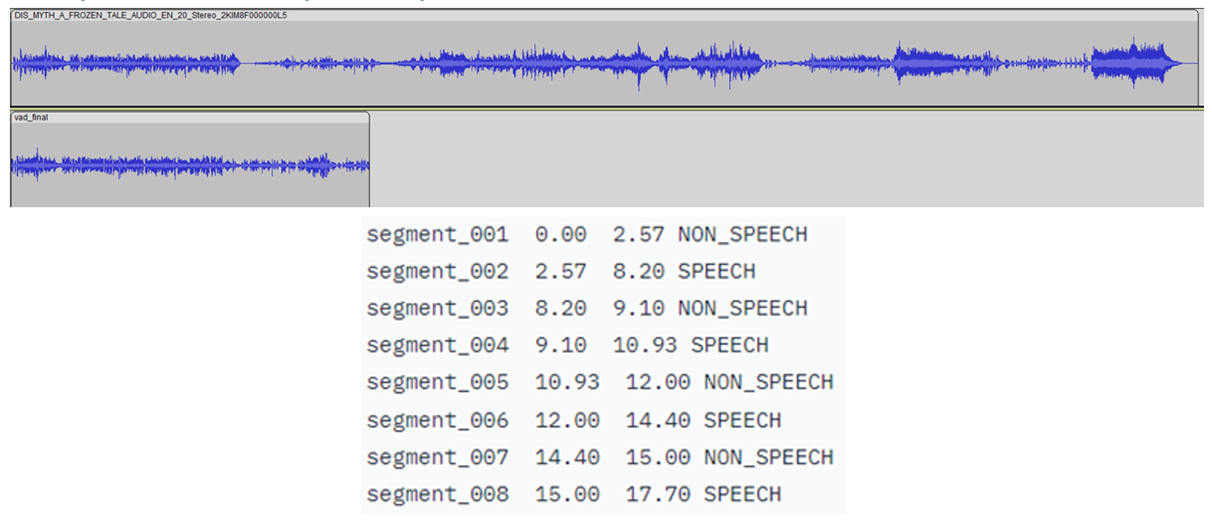 DIS_MYTH_A_FROZEN_TALE_AUDIO_EN_20_Stereo_2KIM8F000000L5
vad_final
segment_001 0.00 2.57 NON_SPEECH
segment_002 2.57 8.20 SPEECH
segment_003 8.20 9.10 NON_SPEECH
segment_004 9.10 10.93 SPEECH
segment_005 10.93 12.00 NON_SPEECH
segment_006 12.00 14.40 SPEECH
segment_007 14.40 15.00 NON_SPEECH
segment_008 15.00 17.70 SPEECH